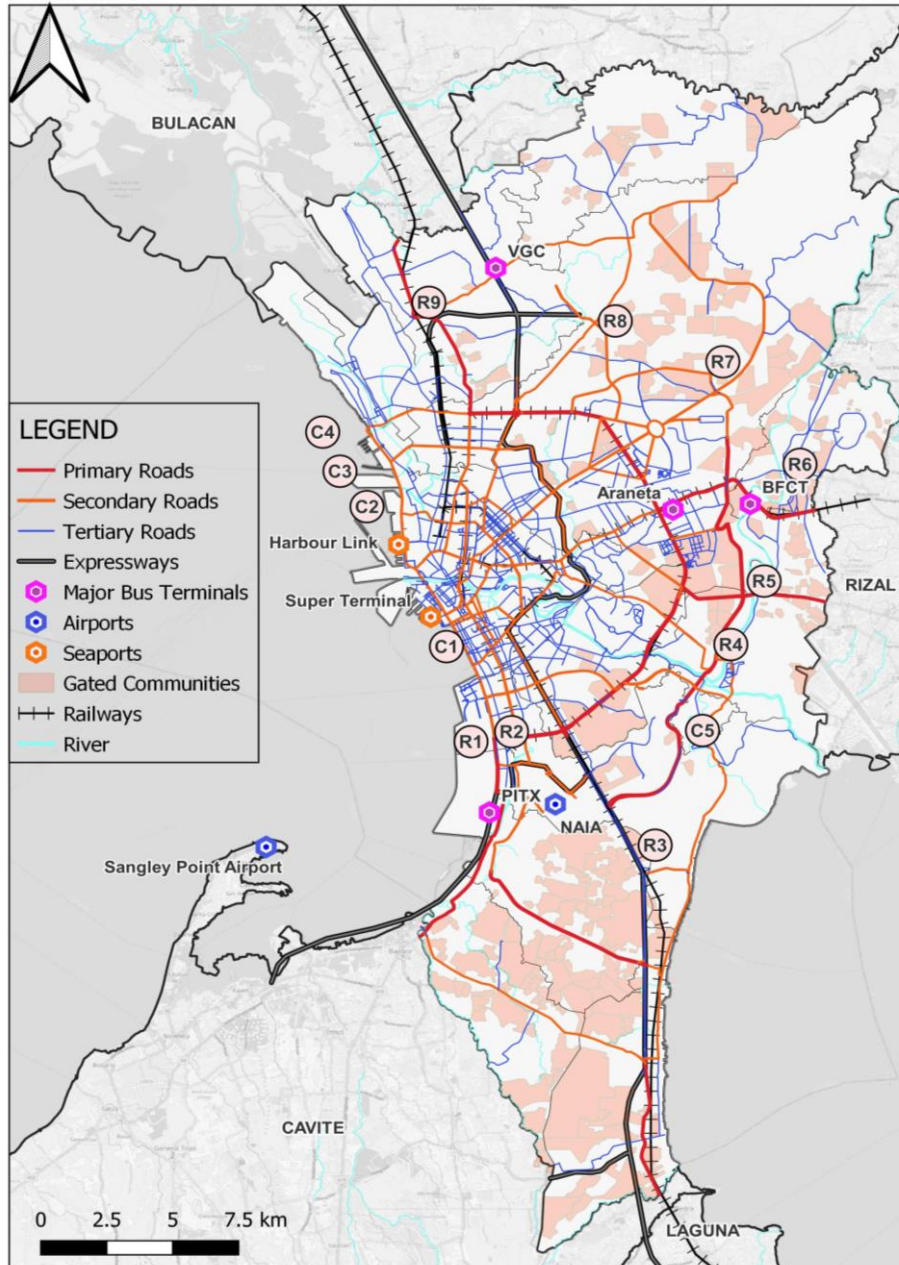 BULACAN
VGC
R9
R8
R7
LEGEND
Primary Roads
Secondary Roads
Tertiary Roads
Expressways
Major Bus Terminals
Airports
Seaports
Gated Communities
Railways
River
C4
C3
C2
Harbour Link
Super Terminal
C1
Araneta
R6
BFCT
R5
RIZAL
R4
R1
R2
C5
PITX
NAIA
Sangley Point Airport
R3
CAVITE
LAGUNA
0 2.5 5 7.5 km